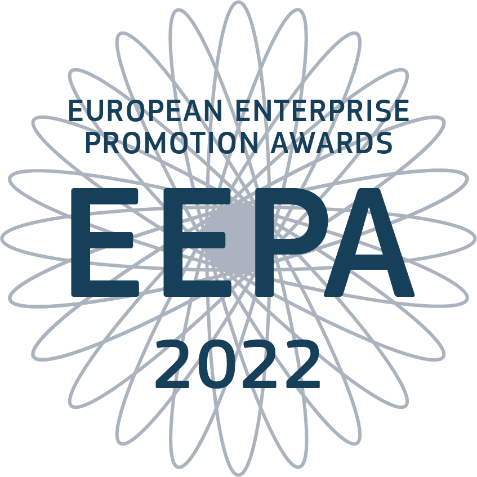 EUROPEAN ENTERPRISE
PROMOTION AWARDS
EEPA
2022